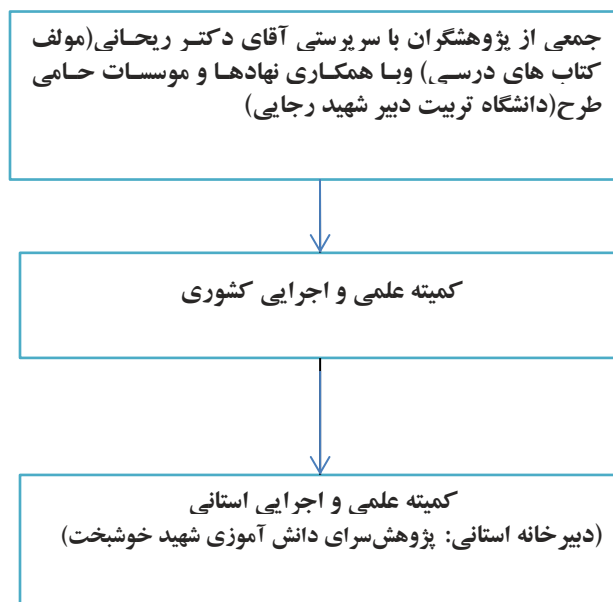 جمعی از پژوهشگران با سرپرستی آقای دکتر ریحانی(مولف
کتاب های درسی) وبا همکاری نهادها و موسسات حامی
طرح(دانشگاه تربیت دبیر شهید رجایی)
کمیته علمی و اجرایی کشوری
کمیته علمی و اجرایی استانی
(دبیرخانه استانی: پژوهش‌سرای دانش آموزی شهید خوشبخت)